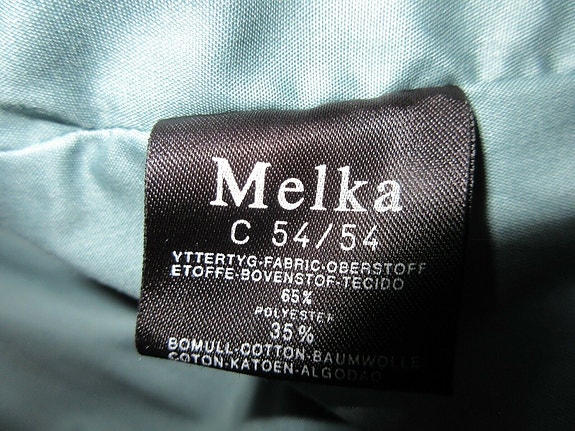 Melka
C 54/54
YTTERTYG-FABRIC-OBERSTOFF
ETOFFE-BOVENSTOF-TECIDO
65%
POLYESTER
35%
BOMULL-COTTON-BAUMWOLLE
COTON-KATOEN-ALGODAO